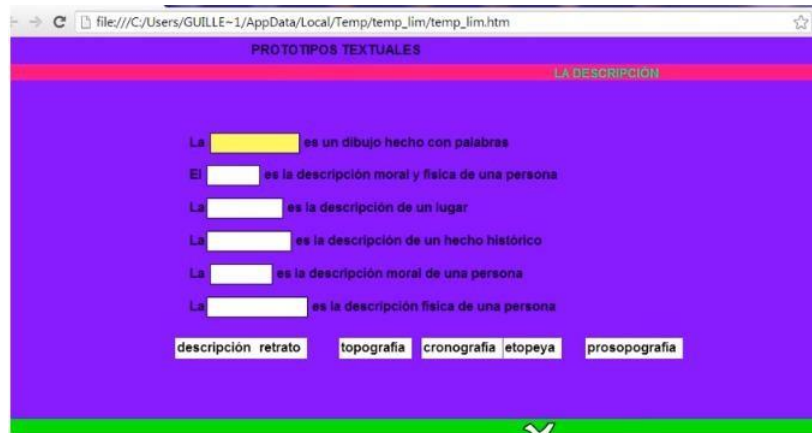 file:///C:/Users/GUILLE~1/AppData/Local/Temp/temp_lim/temp_lim.htm
PROTOTIPOS TEXTUALES
LA DESCRIPCIÓN
La es un dibujo hecho con palabras
El es la descripción moral y física de una persona
La es la descripción de un lugar
La es la descripción de un hecho histórico
La es la descripción moral de una persona
La es la descripción física de una persona
descripción retrato topografía cronografía etopeya prosopografía